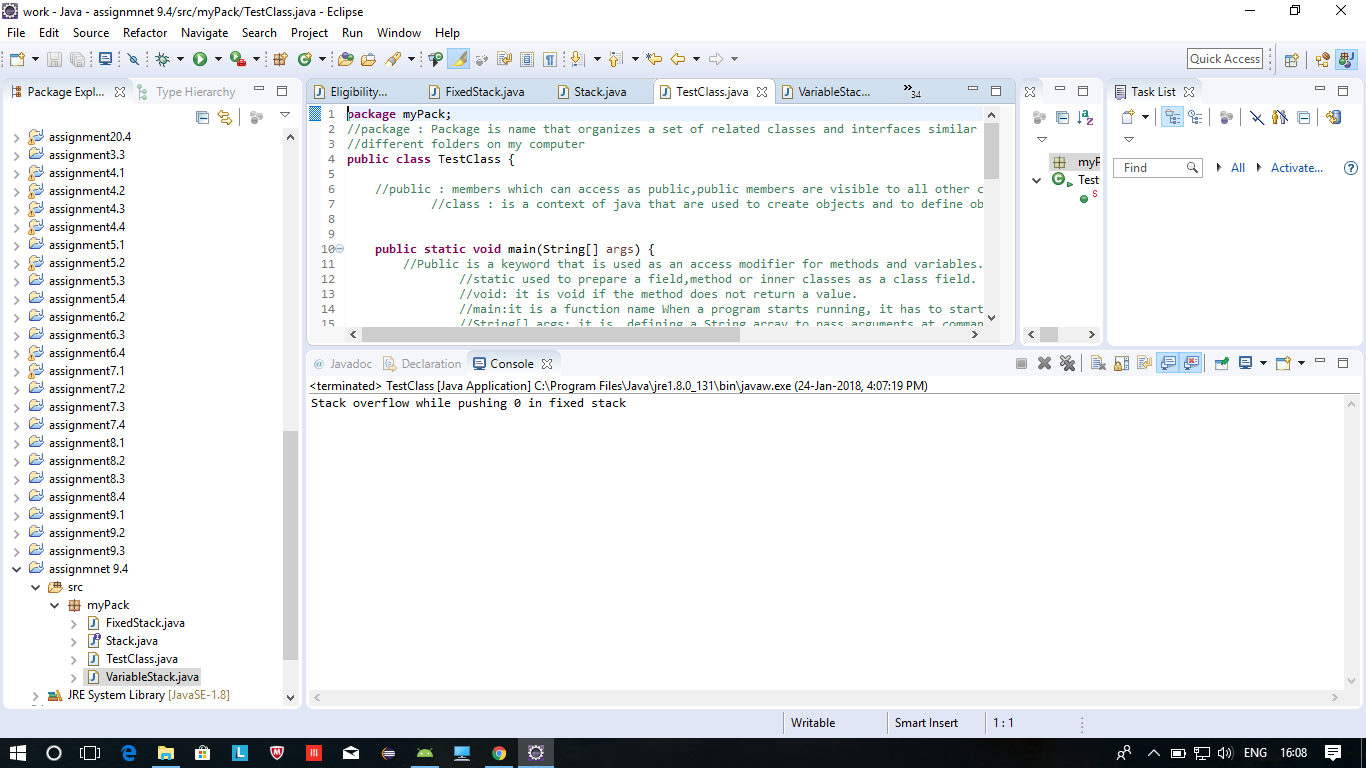 work - Java - assignmnet 9.4/src/myPack/TestClass.java - Eclipse
File Edit Source Refactor Navigate Search Project Run Window Help
Quick Access
Package Expl... Type Hierarchy
assignment20.4
assignment3.3
assignment4.1
assignment4.2
assignment4.3
assignment4.4
assignment5.1
assignment5.2
assignment5.3
assignment5.4
assignment6.2
assignment6.3
assignment6.4
assignment7.1
assignment7.2
assignment7.3
assignment7.4
assignment8.1
assignment8.2
assignment8.3
assignment8.4
assignment9.1
assignment9.2
assignment9.3
assignmnet 9.4
src
myPack
FixedStack.java
Stack.java
TestClass.java
VariableStack.java
JRE System Library [JavaSE-1.8]
Eligibility... FixedStack.java Stack.java TestClass.java VariableStac... 34
1 package myPack;
2 //package : Package is name that organizes a set of related classes and interfaces similar
3 //different folders on my computer
4 public class TestClass {
5
6 //public : members which can access as public,public members are visible to all other c
7 //class : is a context of java that are used to create objects and to define ob
8
9
10 public static void main(String[] args) {
11 //Public is a keyword that is used as an access modifier for methods and variables.
12 //static used to prepare a field,method or inner classes as a class field.
13 //void: it is void if the method does not return a value.
14 //main:it is a function name When a program starts running, it has to start
15 //String[] args: it is defining a String array to pass arguments at comman
myP
Test
S
Task List
Find All Activate...
Javadoc Declaration Console
<terminated> TestClass [Java Application] C:\Program Files\Java\jre1.8.0_131\bin\javaw.exe (24-Jan-2018, 4:07:19 PM)
Stack overflow while pushing 0 in fixed stack
Writable Smart Insert 1 : 1
ENG 16:08